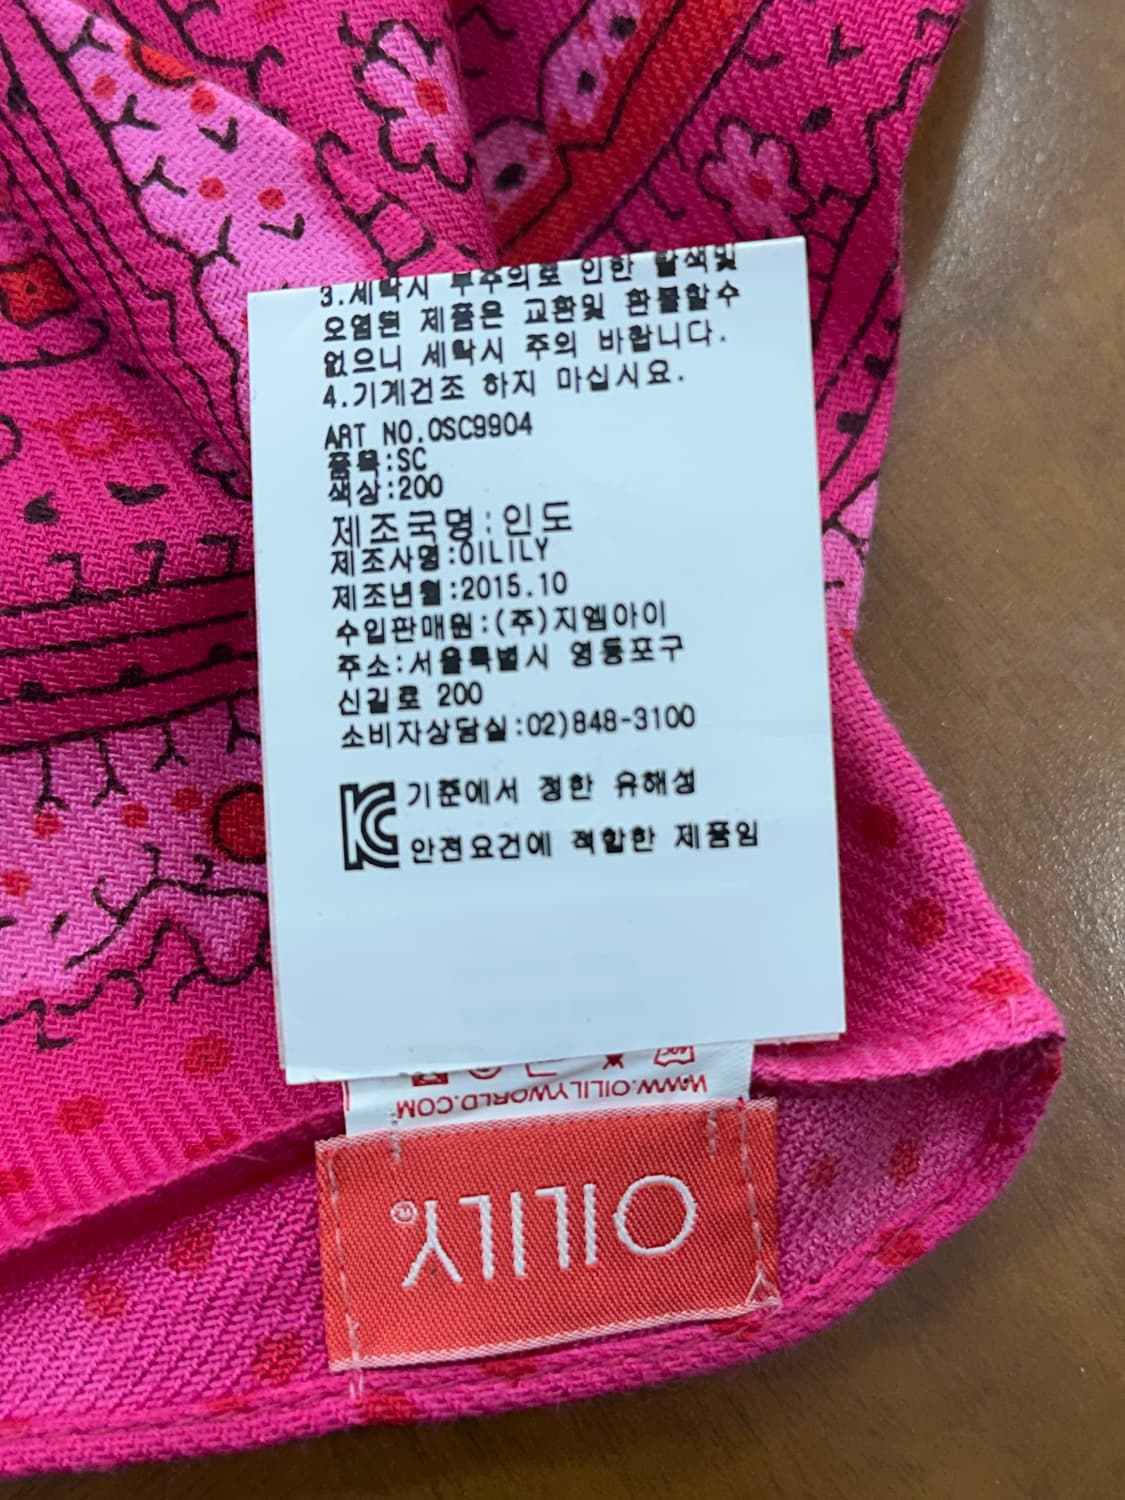 3.세탁시 부주의로 인한 탈색및
오염된 제품은 교환및 환불할수
없으니 세탁시 주의 바랍니다.
4.기계건조 하지 마십시요.
ART NO.OSC9904
품목:SC
색상:200
제조국명:인도
제조사명:OILILY
제조년월:2015.10
수입판매원:(주)지엠아이
주소:서울특별시 영등포구
신길로 200
소비자상담실:02)848-3100
KC 기준에서 정한 유해성
안전요건에 적합한 제품임
WWW.OILILYWORLD.COM
OILILY®